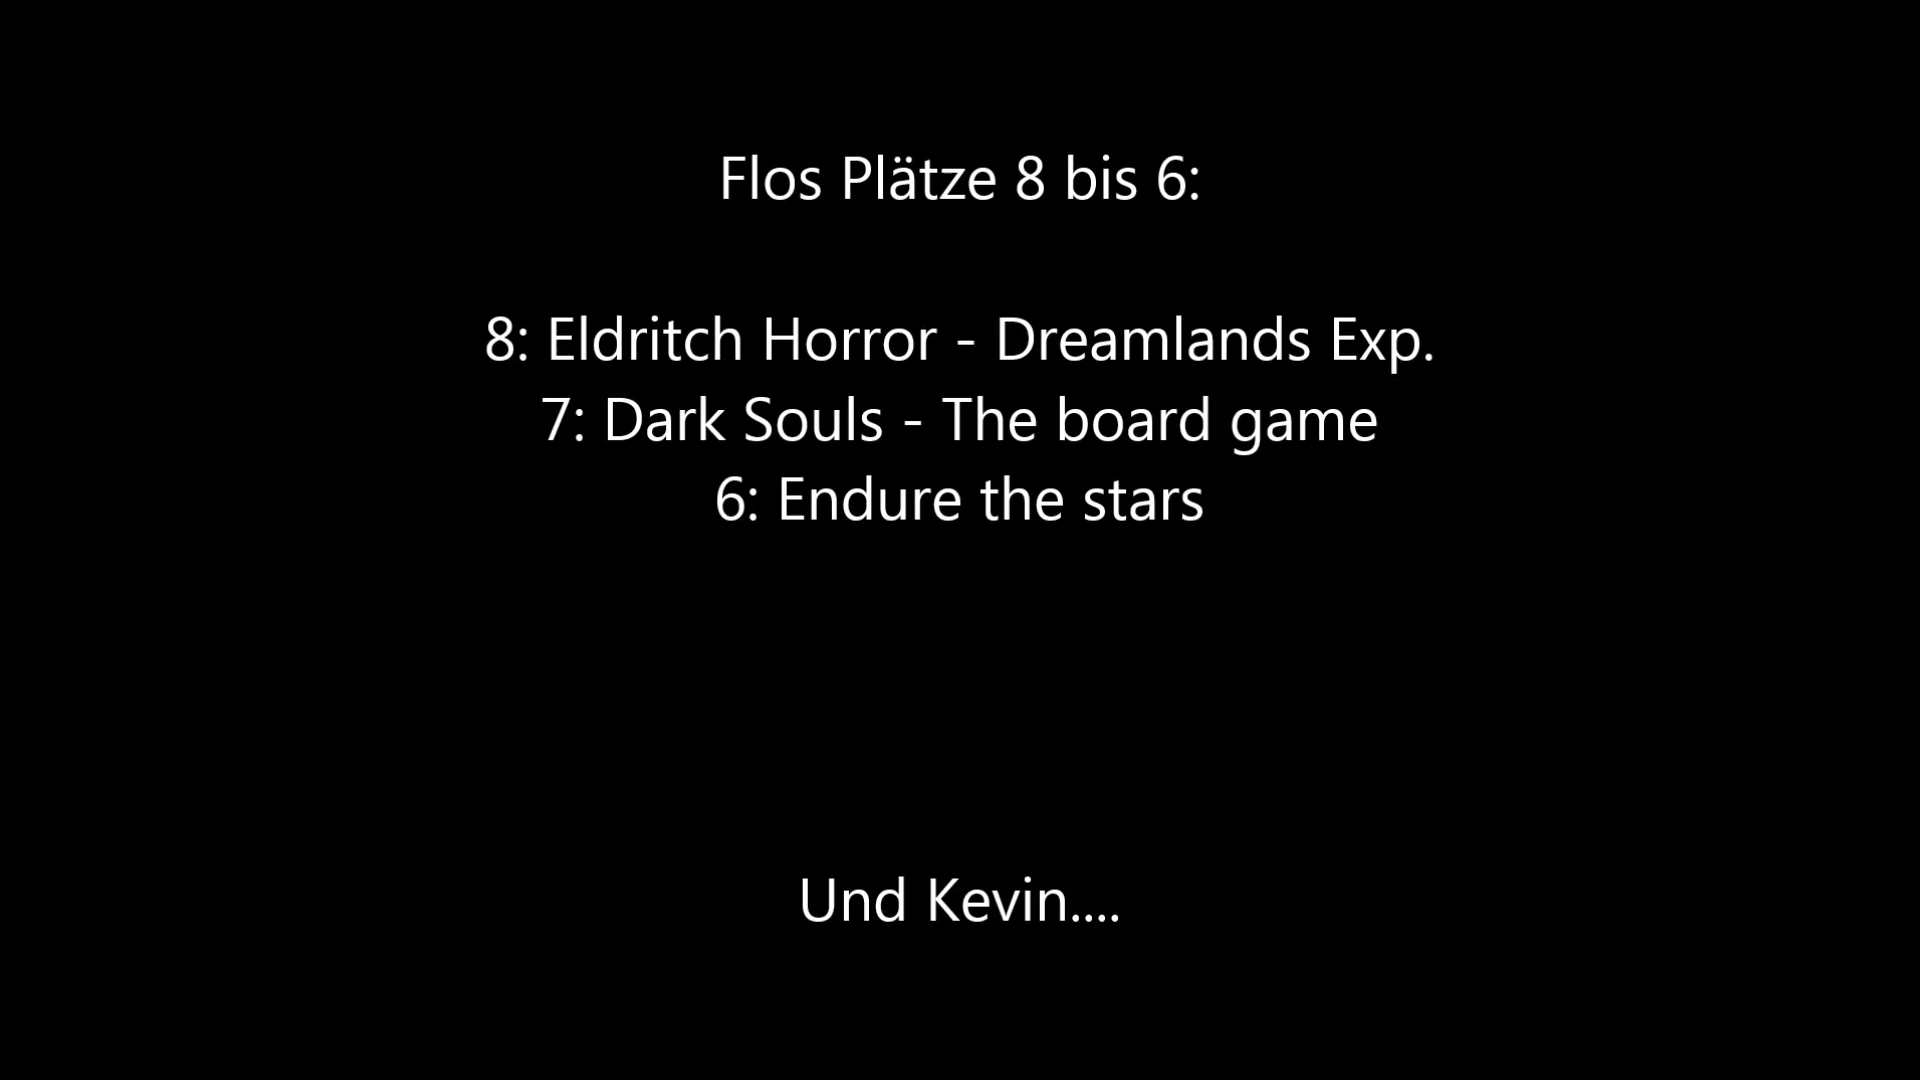 Flos Plätze 8 bis 6:
8: Eldritch Horror - Dreamlands Exp.
7: Dark Souls - The board game
6: Endure the stars
Und Kevin....